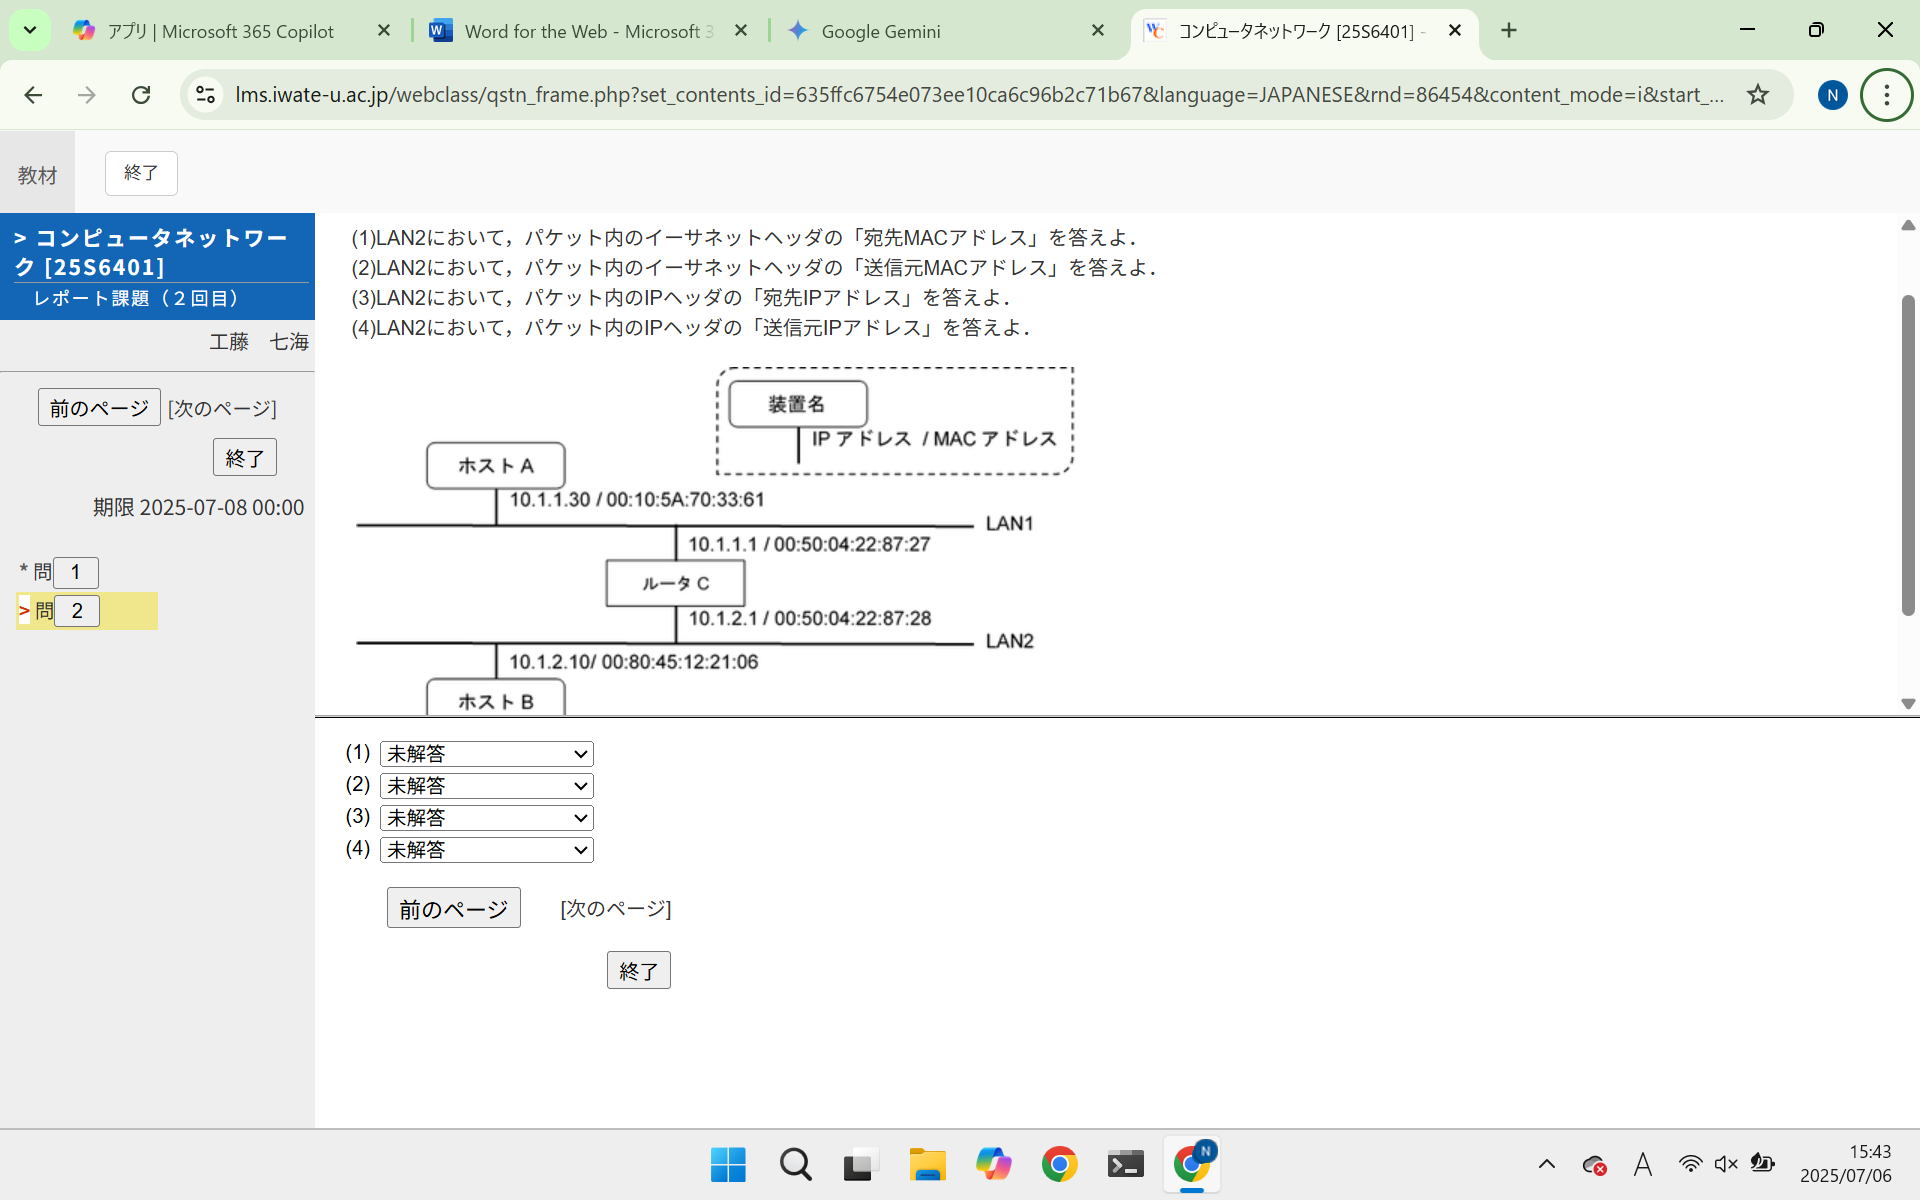 アプリ | Microsoft 365 Copilot
Word for the Web - Microsoft 3
Google Gemini
コンピュータネットワーク [25S6401] -
lms.iwate-u.ac.jp/webclass/qstn_frame.php?set_contents_id=635ffc6754e073ee10ca6c96b2c71b67&language=JAPANESE&rnd=86454&content_mode=i&start_...
N
教材
終了
> コンピュータネットワー
ク [25S6401]
レポート課題（２回目）
工藤　七海
前のページ [次のページ]
終了
期限 2025-07-08 00:00
* 問 1
> 問 2
(1)LAN2において，パケット内のイーサネットヘッダの「宛先MACアドレス」を答えよ．
(2)LAN2において，パケット内のイーサネットヘッダの「送信元MACアドレス」を答えよ．
(3)LAN2において，パケット内のIPヘッダの「宛先IPアドレス」を答えよ．
(4)LAN2において，パケット内のIPヘッダの「送信元IPアドレス」を答えよ．
装置名
IP アドレス / MAC アドレス
ホスト A
10.1.1.30 / 00:10:5A:70:33:61
LAN1
10.1.1.1 / 00:50:04:22:87:27
ルータ C
10.1.2.1 / 00:50:04:22:87:28
LAN2
10.1.2.10/ 00:80:45:12:21:06
ホスト B
(1) 未解答
(2) 未解答
(3) 未解答
(4) 未解答
前のページ [次のページ]
終了
N
A
15:43
2025/07/06